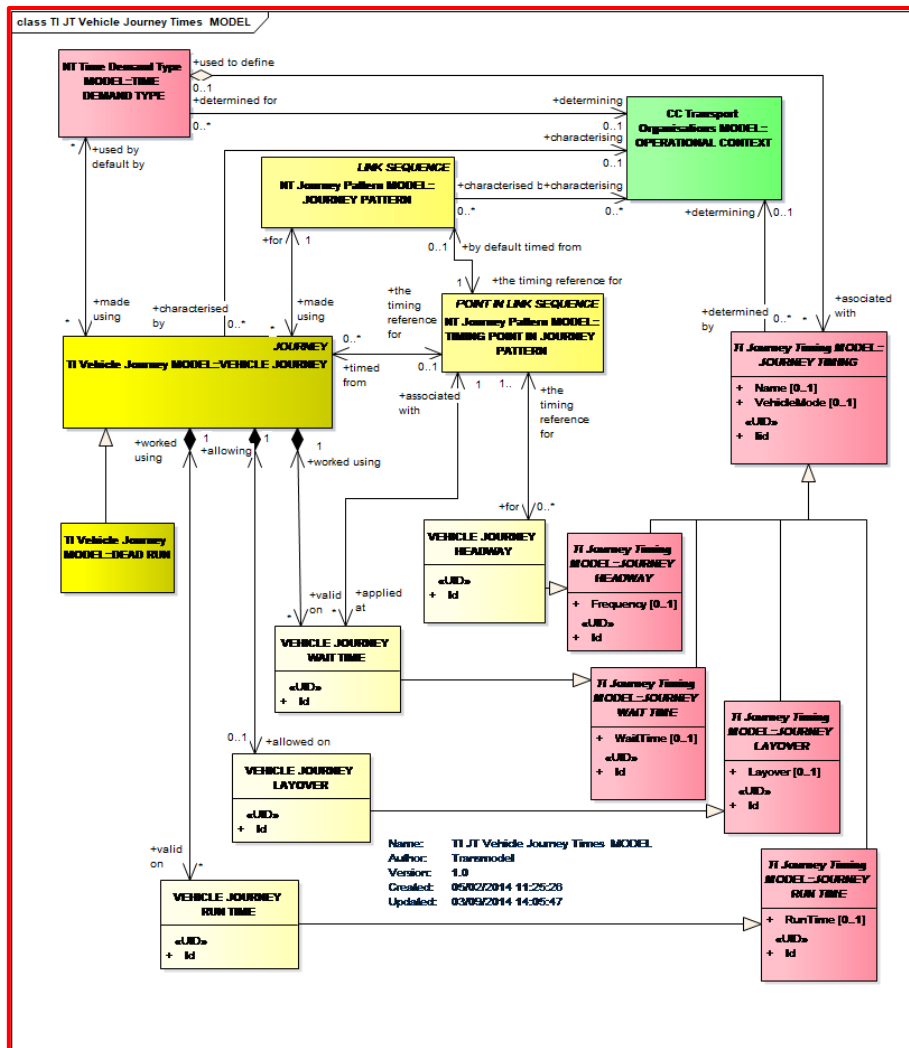 class TI JT Vehicle Journey Times MODEL
NT Time Demand Type
MODEL::TIME
DEMAND TYPE
+used to define
0..1
+determined for
0..*
+determining
0..1
+characterising
0..1
CC Transport
Organisations MODEL::
OPERATIONAL CONTEXT
*
+used by
default by
LINK SEQUENCE
NT Journey Pattern MODEL::
JOURNEY PATTERN
+characterised b+characterising
0..*
0..*
+determining
0..1
+for
1
0..1
+by default timed from
1
+the timing reference for
+made
using
*
+characterised
by
0..*
+made
using
*
+the
timing
reference
for
POINT IN LINK SEQUENCE
NT Journey Pattern MODEL::
TIMING POINT IN JOURNEY
PATTERN
+determined
by
0..*
+asociated
with
*
JOURNEY
TI Vehicle Journey MODEL::VEHICLE JOURNEY
0..*
+timed
from
0..1
TI Journey Timing MODEL::
JOURNEY TIMING
+ Name [0..1]
+ VehicleMode [0..1]
«UID»
+ Iid
+associated
with
1
1..
+the
timing
reference
for
+worked
using
1
+allowing
1
1
+worked using
+for
0..*
TI Vehicle Journey
MODEL::DEAD RUN
VEHICLE JOURNEY
HEADWAY
«UID»
+ Id
TI Journey Timing
MODEL::JOURNEY
HEADWAY
+ Frequency [0..1]
«UID»
+ Id
+valid
on
*
+applied
at
*
VEHICLE JOURNEY
WAIT TIME
«UID»
+ Id
TI Journey Timing
MODEL::JOURNEY
WAIT TIME
+ WaitTime [0..1]
«UID»
+ Id
TI Journey Timing
MODEL::JOURNEY
LAYOVER
+ Layover [0..1]
«UID»
+ Id
0..1
+allowed on
VEHICLE JOURNEY
LAYOVER
«UID»
+ Id
+valid
on
*
Name: TI JT Vehicle Journey Times MODEL
Author: Transmodel
Version: 1.0
Created: 05/02/2014 11:25:26
Updated: 03/09/2014 14:05:47
VEHICLE JOURNEY
RUN TIME
«UID»
+ Id
TI Journey Timing
MODEL::JOURNEY
RUN TIME
+ RunTime [0..1]
«UID»
+ Id